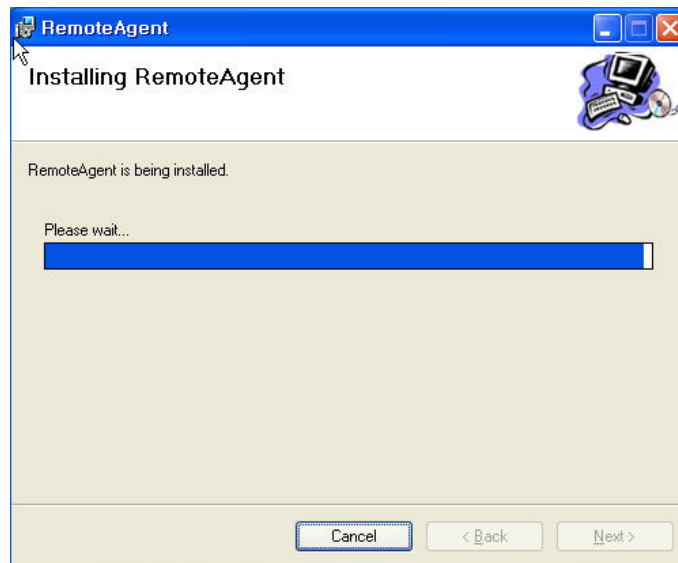 RemoteAgent
Installing RemoteAgent
RemoteAgent is being installed.
Please wait...
Cancel
< Back
Next >